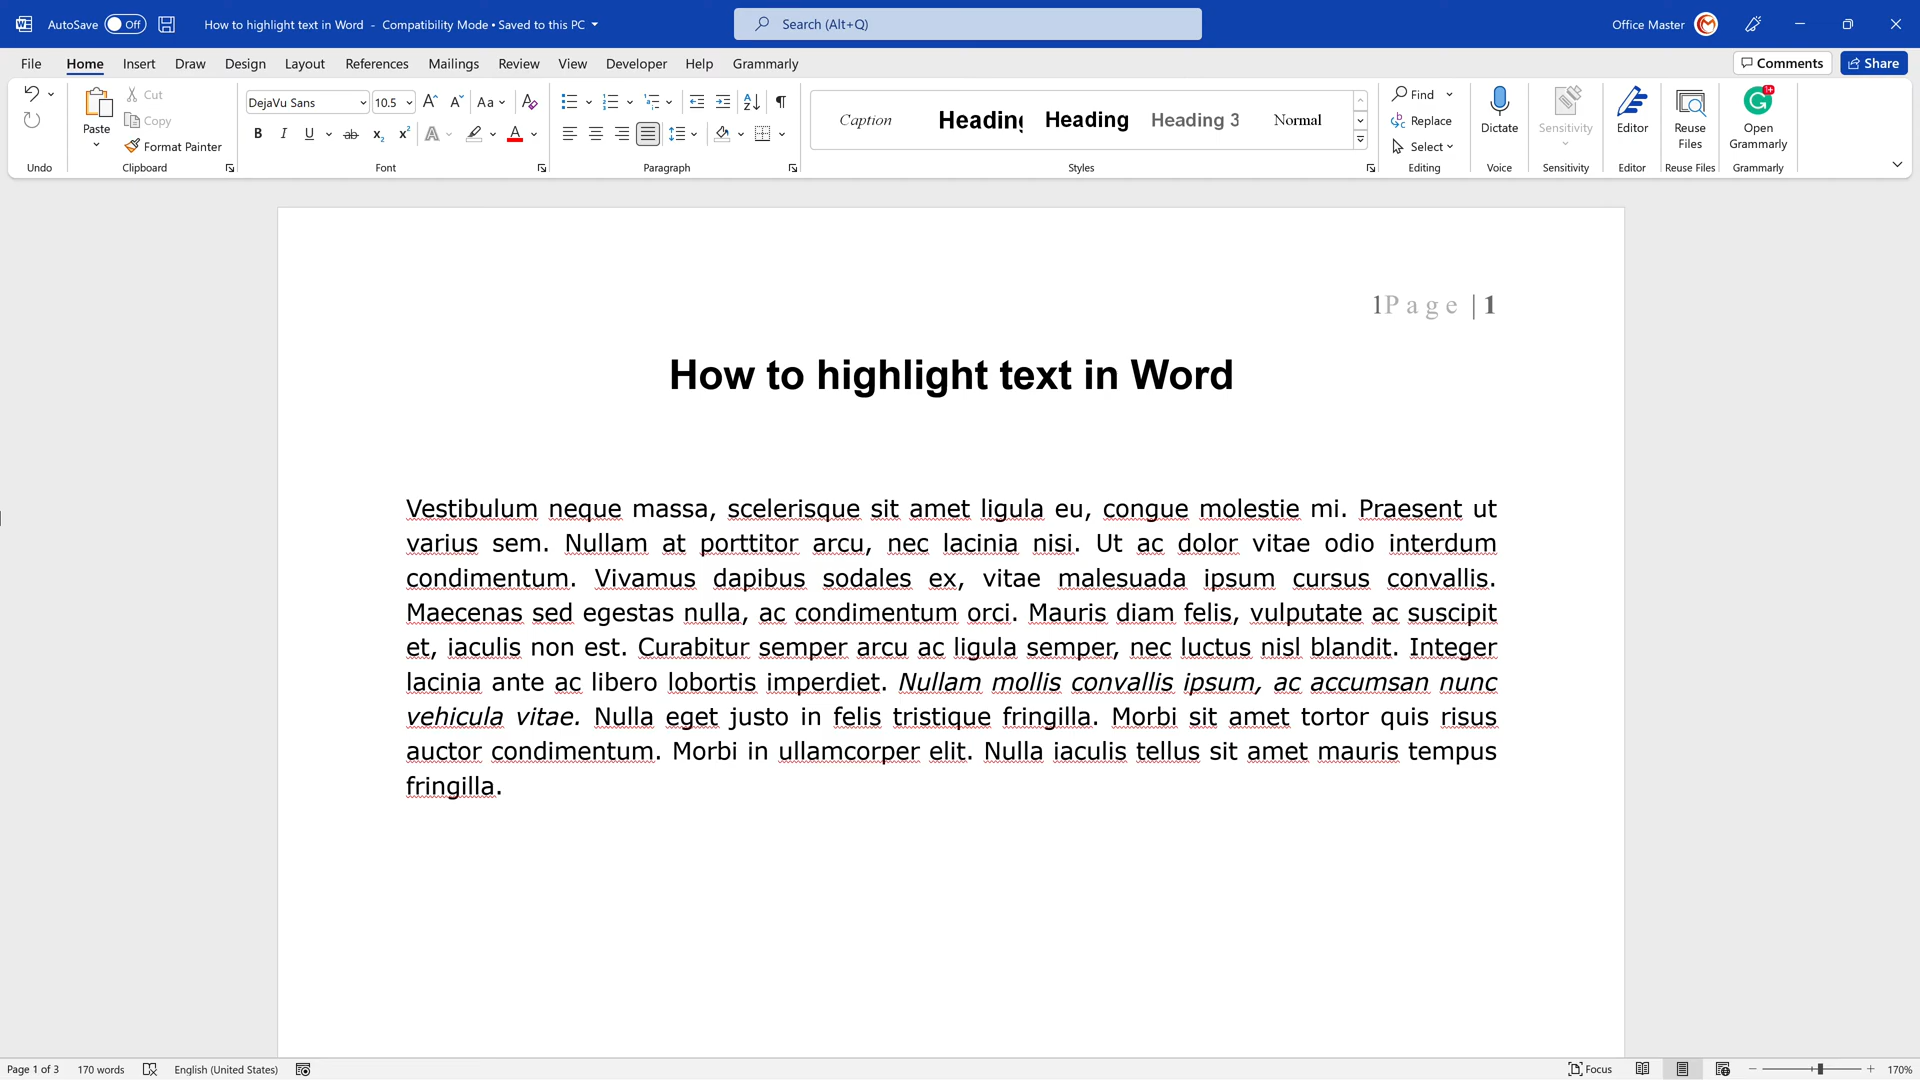 AutoSave Off How to highlight text in Word - Compatibility Mode • Saved to this PC Search (Alt+Q) Office Master
File Home Insert Draw Design Layout References Mailings Review View Developer Help Grammarly Comments Share
Paste Cut Copy Format Painter
DejaVu Sans 10.5 Aa
B I U ab x₂ x² A A
Caption Heading Heading Heading 3 Normal
Find Replace Select
Dictate Sensitivity Editor Reuse Files Open Grammarly
Undo Clipboard Font Paragraph Styles Editing Voice Sensitivity Editor Reuse Files Grammarly
1Page | 1
How to highlight text in Word
Vestibulum neque massa, scelerisque sit amet ligula eu, congue molestie mi. Praesent ut
varius sem. Nullam at porttitor arcu, nec lacinia nisi. Ut ac dolor vitae odio interdum
condimentum. Vivamus dapibus sodales ex, vitae malesuada ipsum cursus convallis.
Maecenas sed egestas nulla, ac condimentum orci. Mauris diam felis, vulputate ac suscipit
et, iaculis non est. Curabitur semper arcu ac ligula semper, nec luctus nisl blandit. Integer
lacinia ante ac libero lobortis imperdiet. Nullam mollis convallis ipsum, ac accumsan nunc
vehicula vitae. Nulla eget justo in felis tristique fringilla. Morbi sit amet tortor quis risus
auctor condimentum. Morbi in ullamcorper elit. Nulla iaculis tellus sit amet mauris tempus
fringilla.
Page 1 of 3 170 words English (United States) Focus 170%